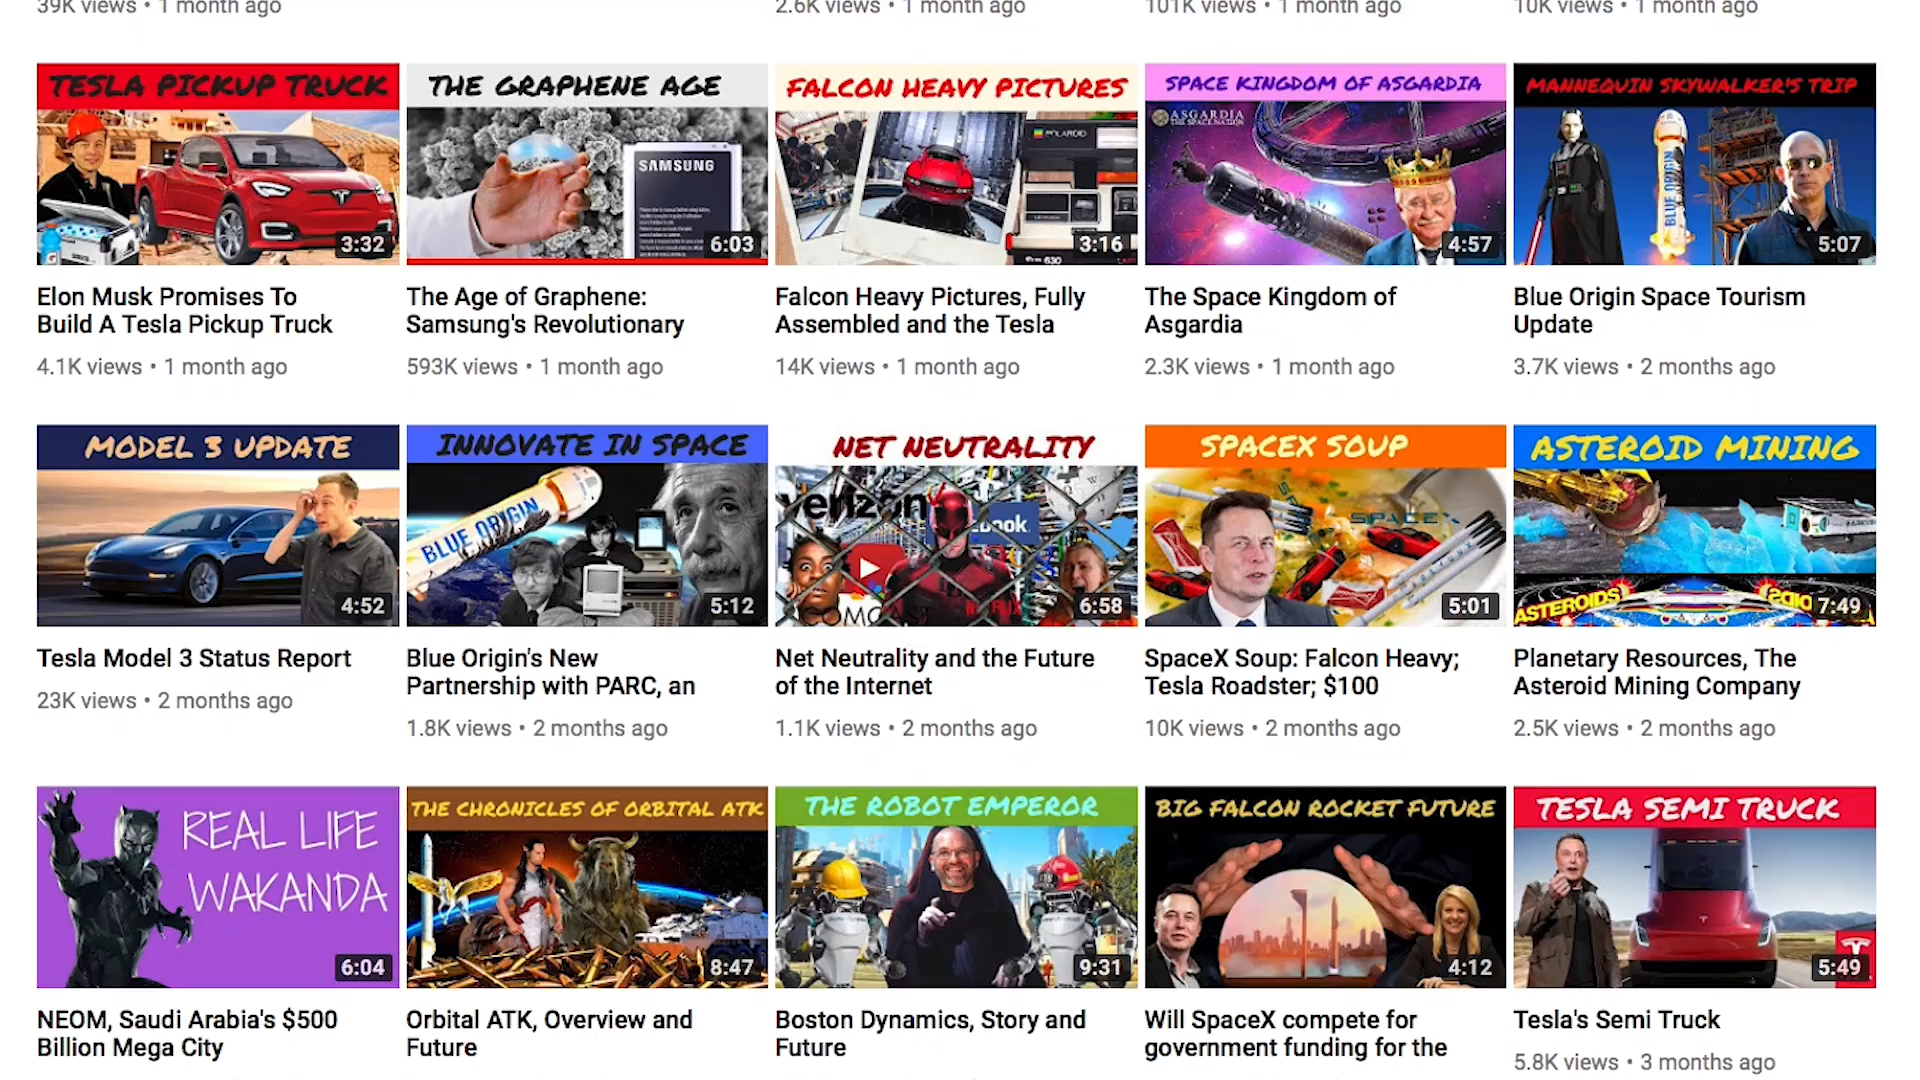 39K views • 1 month ago
2.6K views • 1 month ago
101K views • 1 month ago
10K views • 1 month ago
TESLA PICKUP TRUCK
3:32
THE GRAPHENE AGE
SAMSUNG
6:03
FALCON HEAVY PICTURES
POLAROID
630
3:16
SPACE KINGDOM OF ASGARDIA
ASGARDIA
THE SPACE NATION
4:57
MANNEQUIN SKYWALKER'S TRIP
BLUE ORIGIN
5:07
Elon Musk Promises To
Build A Tesla Pickup Truck
4.1K views • 1 month ago
The Age of Graphene:
Samsung's Revolutionary
593K views • 1 month ago
Falcon Heavy Pictures, Fully
Assembled and the Tesla
14K views • 1 month ago
The Space Kingdom of
Asgardia
2.3K views • 1 month ago
Blue Origin Space Tourism
Update
3.7K views • 2 months ago
MODEL 3 UPDATE
4:52
INNOVATE IN SPACE
BLUE ORIGIN
5:12
NET NEUTRALITY
verizon
book.
6:58
SPACEX SOUP
SPACEX
5:01
ASTEROID MINING
ASTEROIDS
7:49
Tesla Model 3 Status Report
23K views • 2 months ago
Blue Origin's New
Partnership with PARC, an
1.8K views • 2 months ago
Net Neutrality and the Future
of the Internet
1.1K views • 2 months ago
SpaceX Soup: Falcon Heavy;
Tesla Roadster; $100
10K views • 2 months ago
Planetary Resources, The
Asteroid Mining Company
2.5K views • 2 months ago
REAL LIFE
WAKANDA
6:04
THE CHRONICLES OF ORBITAL ATK
8:47
THE ROBOT EMPEROR
9:31
BIG FALCON ROCKET FUTURE
4:12
TESLA SEMI TRUCK
5:49
NEOM, Saudi Arabia's $500
Billion Mega City
Orbital ATK, Overview and
Future
Boston Dynamics, Story and
Future
Will SpaceX compete for
government funding for the
Tesla's Semi Truck
5.8K views • 3 months ago